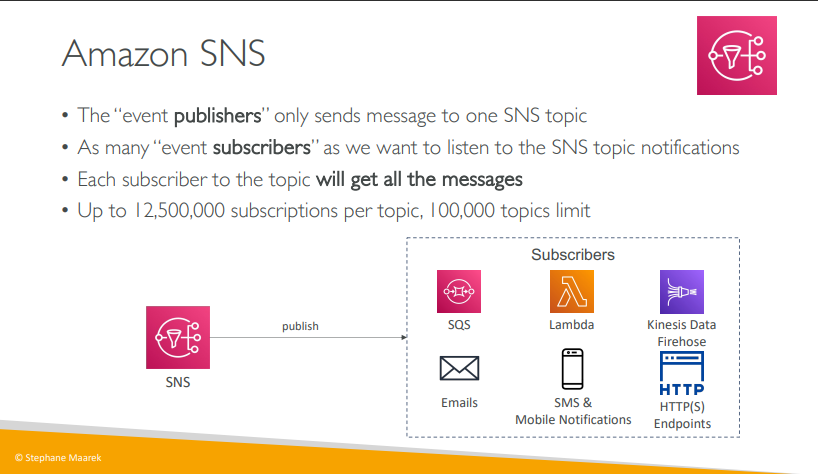 Amazon SNS
• The “event publishers” only sends message to one SNS topic
• As many “event subscribers” as we want to listen to the SNS topic notifications
• Each subscriber to the topic will get all the messages
• Up to 12,500,000 subscriptions per topic, 100,000 topics limit
Subscribers
publish
SNS
SQS
Lambda
Kinesis Data
Firehose
Emails
SMS &
Mobile Notifications
HTTP
HTTP(S)
Endpoints
© Stephane Maarek